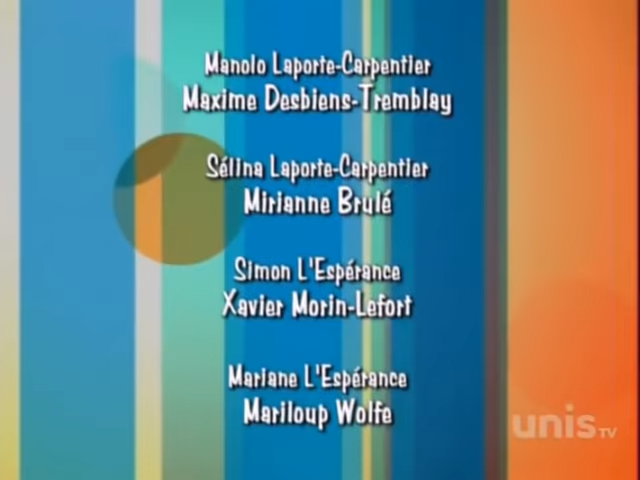 Manolo Laporte-Carpentier
Maxime Desbiens-Tremblay
Sélina Laporte-Carpentier
Mirianne Brulé
Simon L'Espérance
Xavier Morin-Lefort
Mariane L'Espérance
Mariloup Wolfe
unis TV